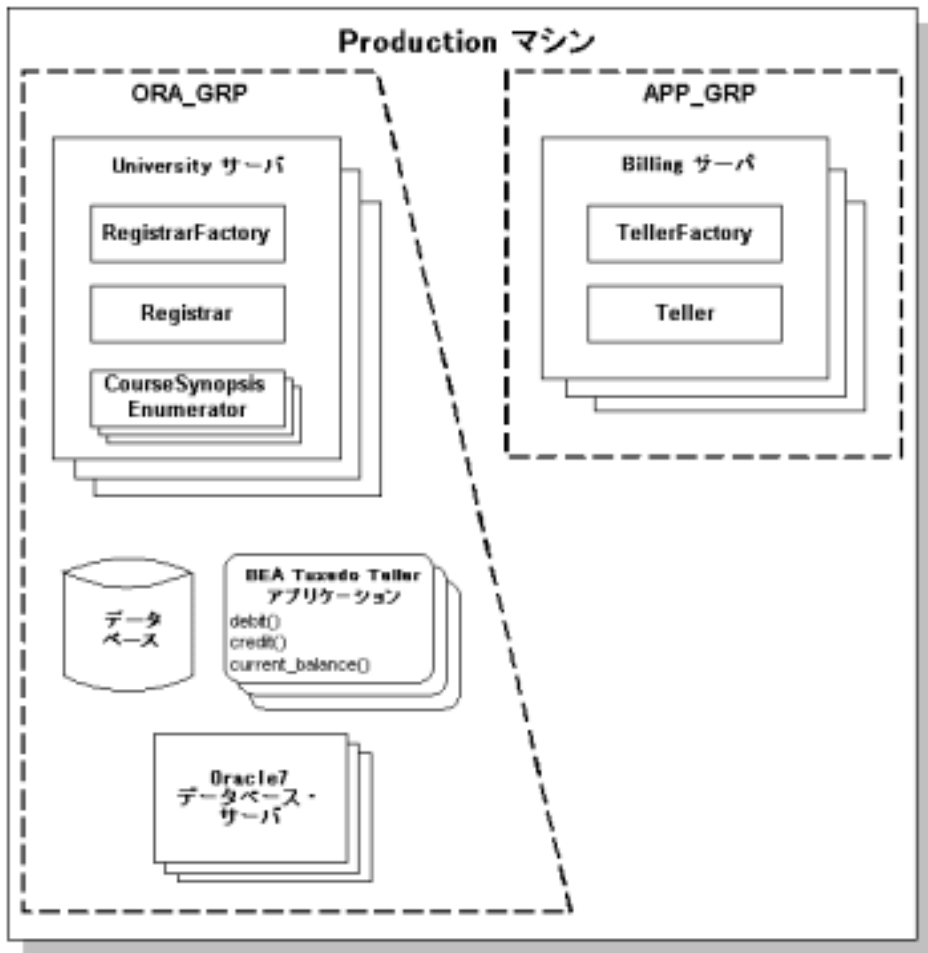 Production マシン
ORA_GRP
University サーバ
RegistrarFactory
Registrar
CourseSynopsis
Enumerator
データ
ベース
BEA Tuxedo Teller
アプリケーション
debit()
credit()
current_balance()
Oracle7
データベース・
サーバ
APP_GRP
Billing サーバ
TellerFactory
Teller